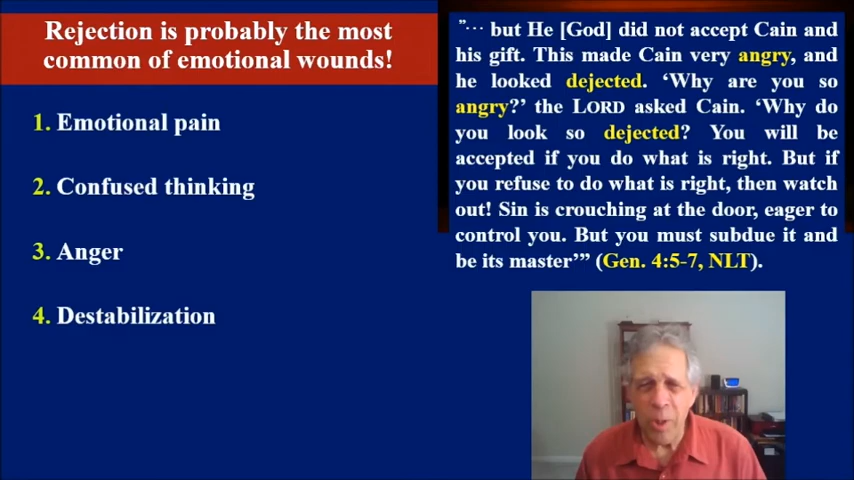 Rejection is probably the most
common of emotional wounds!
1. Emotional pain
2. Confused thinking
3. Anger
4. Destabilization
"… but He [God] did not accept Cain and
his gift. This made Cain very angry, and
he looked dejected. ‘Why are you so
angry?’ the LORD asked Cain. ‘Why do
you look so dejected? You will be
accepted if you do what is right. But if
you refuse to do what is right, then watch
out! Sin is crouching at the door, eager to
control you. But you must subdue it and
be its master’” (Gen. 4:5-7, NLT).